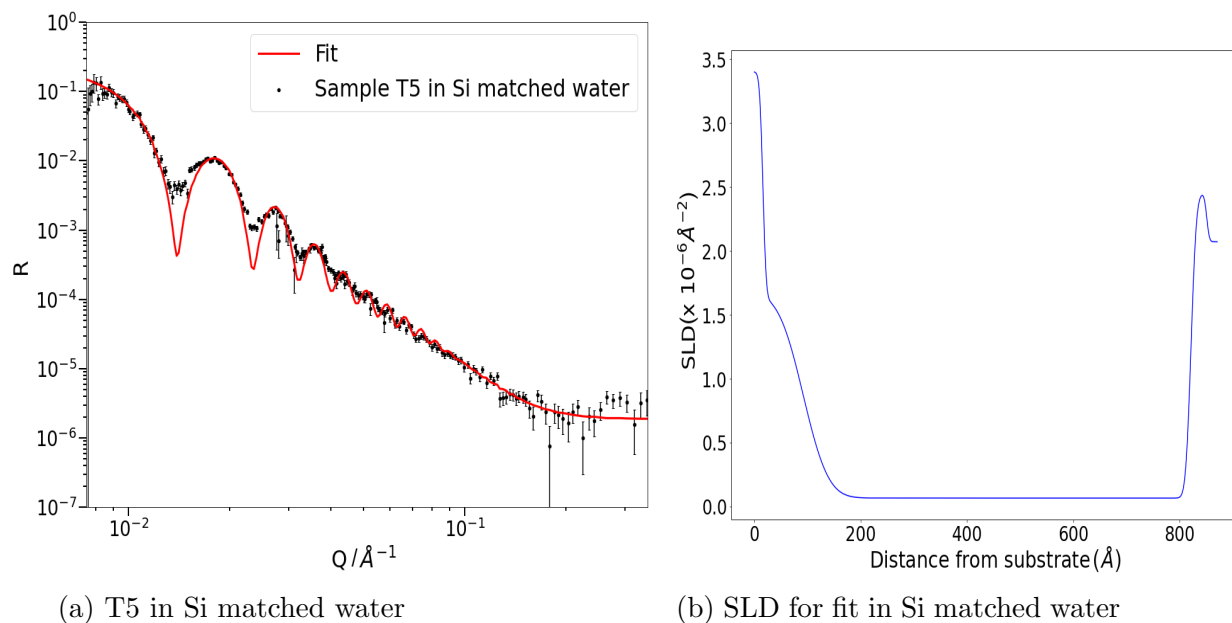 10⁰
10⁻¹
10⁻²
10⁻³
10⁻⁴
10⁻⁵
10⁻⁶
10⁻⁷
R
Fit
Sample T5 in Si matched water
10⁻² 10⁻¹
Q/Å⁻¹
(a) T5 in Si matched water
3.5
3.0
2.5
2.0
1.5
1.0
0.5
0.0
SLD(x 10⁻⁶Å⁻²)
0 200 400 600 800
Distance from substrate(Å)
(b) SLD for fit in Si matched water